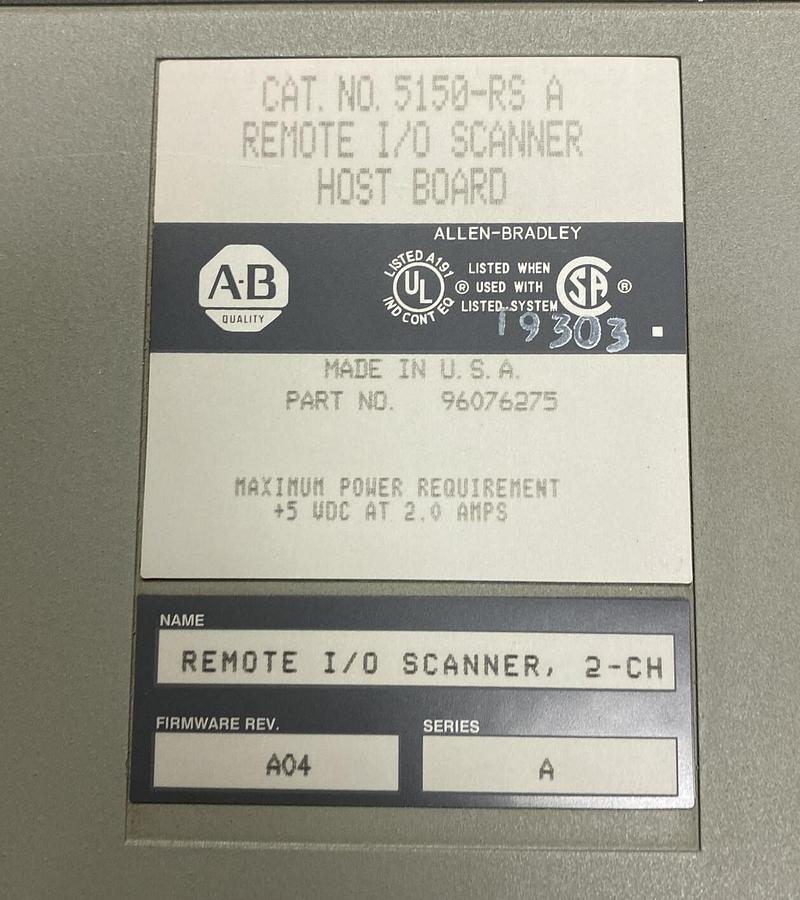 CAT. NO. 5150-RS A
REMOTE I/O SCANNER
HOST BOARD
ALLEN-BRADLEY
A-B
QUALITY
LISTED A191
UL ®
IND CONT EQ
LISTED WHEN
USED WITH
LISTED SYSTEM
SA ®
19303
MADE IN U.S.A.
PART NO. 96076275
MAXIMUM POWER REQUIREMENT
+5 VDC AT 2.0 AMPS
NAME
REMOTE I/O SCANNER, 2-CH
FIRMWARE REV.
A04
SERIES
A